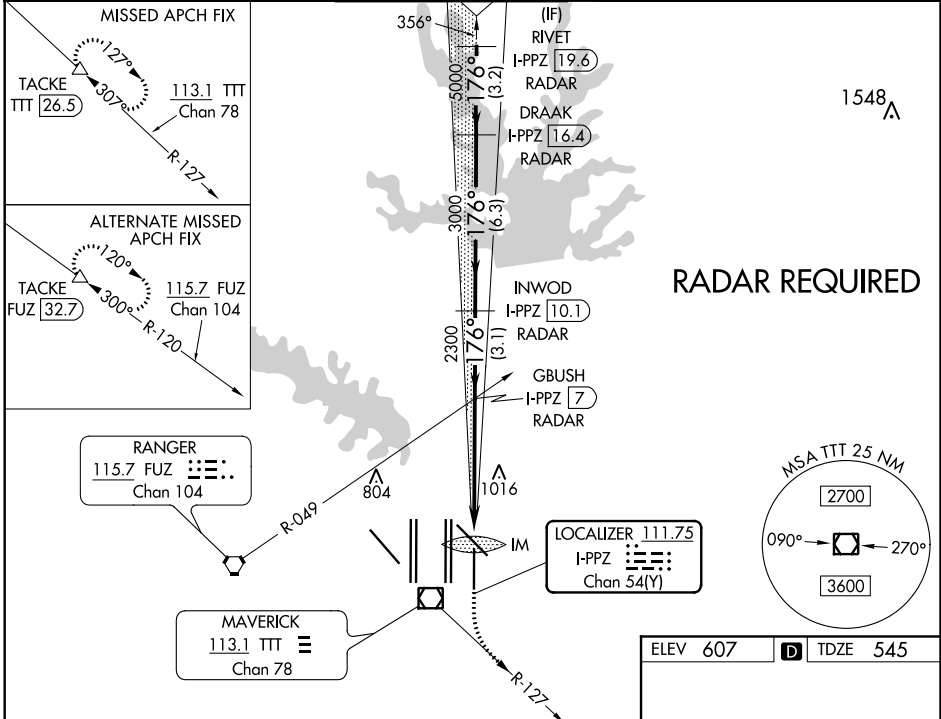 MISSED APCH FIX
127°
307°
TACKE
TTT 26.5
113.1 TTT
Chan 78
R-127
ALTERNATE MISSED
APCH FIX
120°
300°
TACKE
FUZ 32.7
115.7 FUZ
Chan 104
R-120
356°
(IF)
RIVET
I-PPZ 19.6
RADAR
5000
176°
(3.2)
DRAAK
I-PPZ 16.4
RADAR
3000
176°
(6.3)
INWOD
I-PPZ 10.1
RADAR
2300
176°
(3.1)
GBUSH
I-PPZ 7
RADAR
1548
RADAR REQUIRED
RANGER
115.7 FUZ
Chan 104
R-049
804
1016
IM
LOCALIZER 111.75
I-PPZ
Chan 54(Y)
MAVERICK
113.1 TTT
Chan 78
R-127
MSA TTT 25 NM
2700
090°
270°
3600
ELEV 607 D TDZE 545